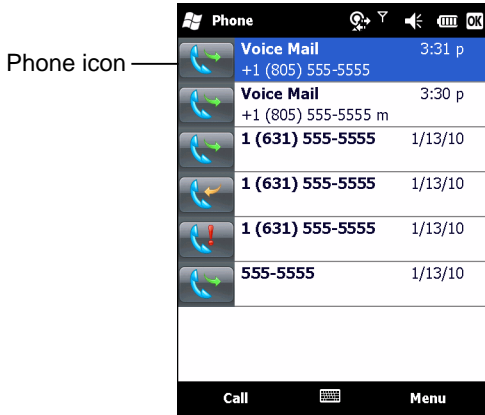 Phone OK
Phone icon
Voice Mail 3:31 p
+1 (805) 555-5555
Voice Mail 3:30 p
+1 (805) 555-5555 m
1 (631) 555-5555 1/13/10
1 (631) 555-5555 1/13/10
1 (631) 555-5555 1/13/10
555-5555 1/13/10
Call Menu